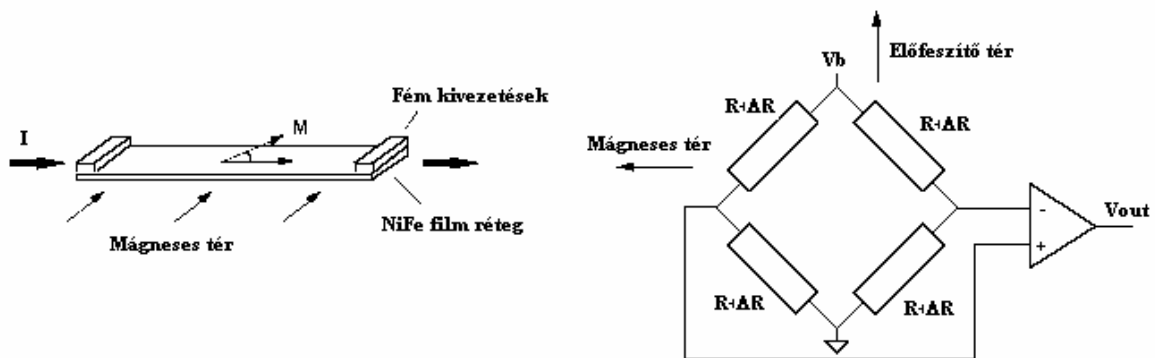 Fém kivezetések
I
M
NiFe film réteg
Mágneses tér
Előfeszítő tér
Vb
R+ΔR
R+ΔR
Mágneses tér
-
Vout
+
R+ΔR
R+ΔR